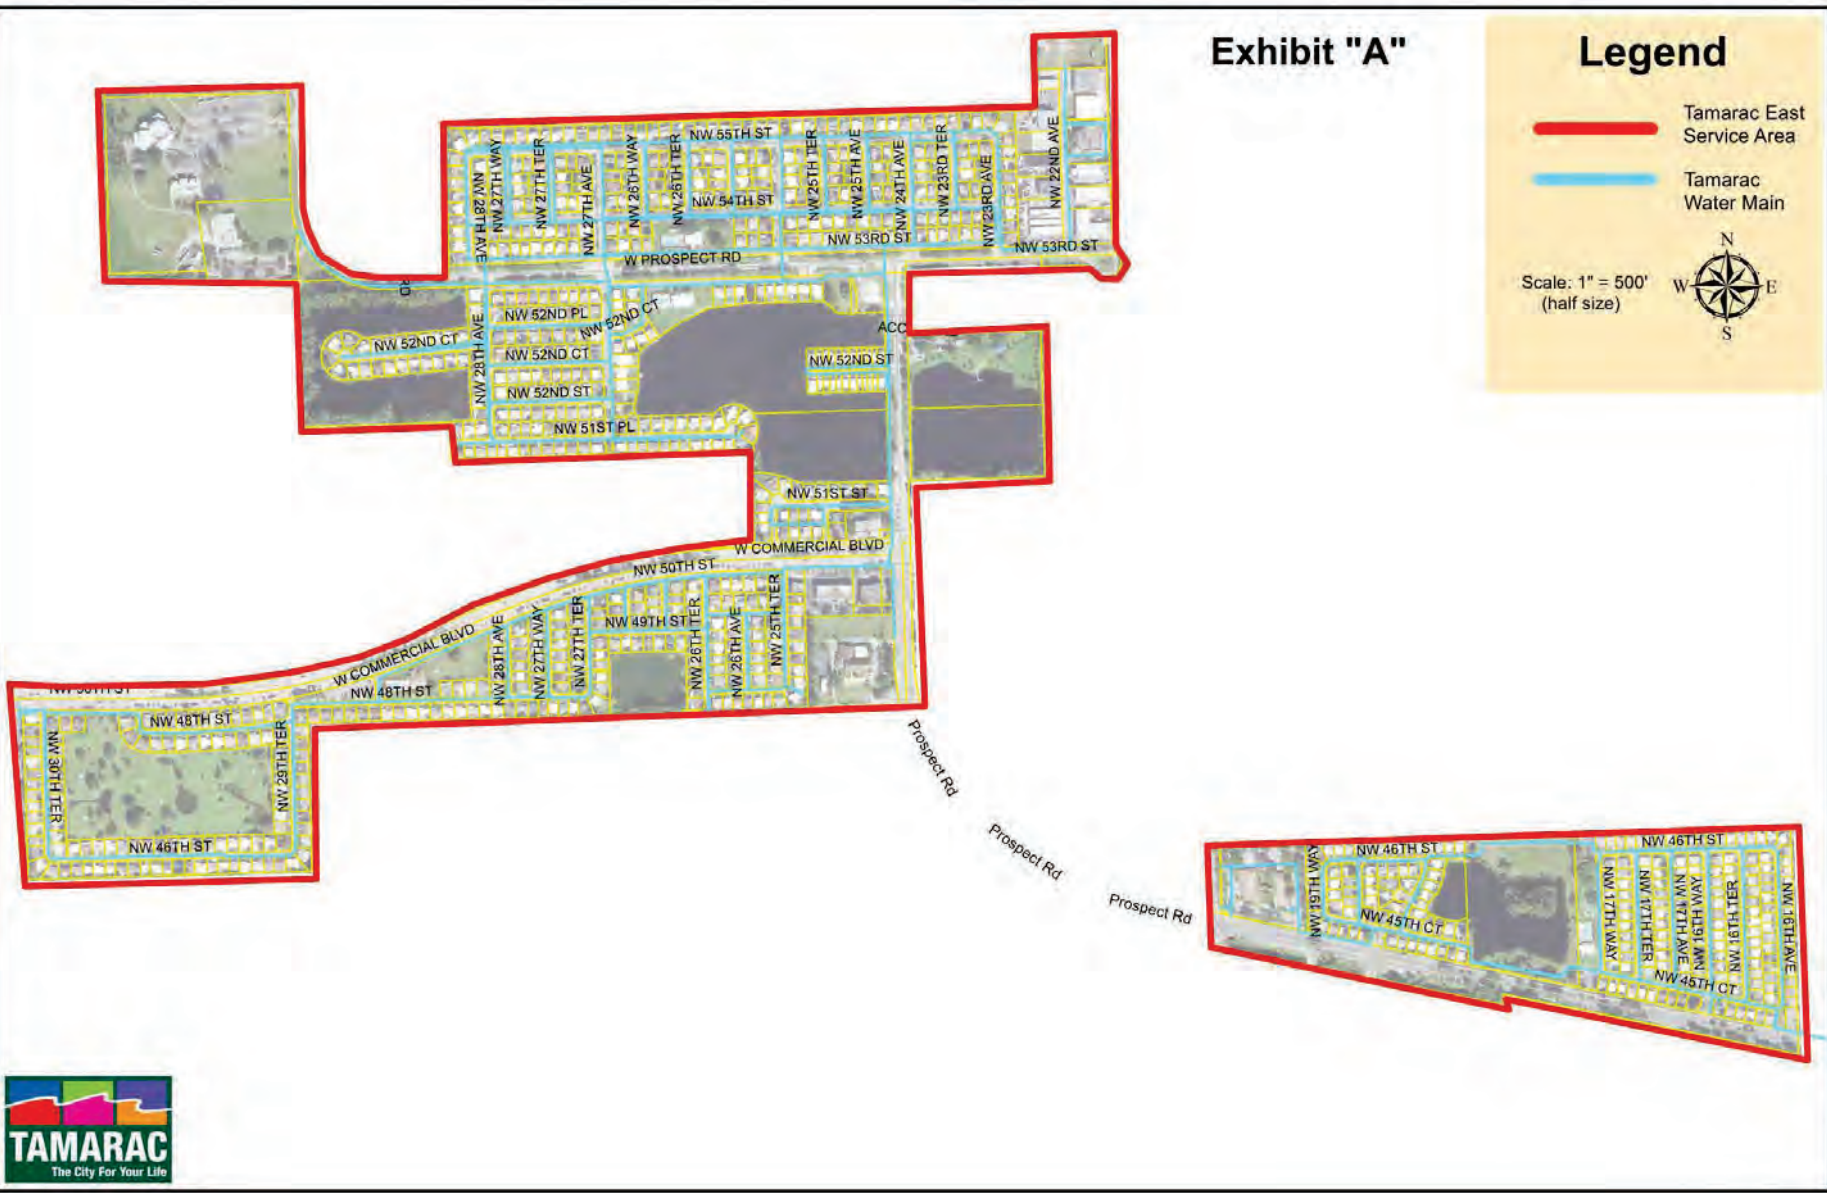 Exhibit "A"
Legend
Tamarac East
Service Area
Tamarac
Water Main
Scale: 1" = 500'
(half size)
N
W
E
S
NW 55TH ST
NW 28TH AVE
NW 27TH WAY
NW 27TH TER
NW 27TH AVE
NW 26TH WAY
NW 26TH TER
NW 25TH TER
NW 25TH AVE
NW 24TH AVE
NW 23RD TER
NW 23RD AVE
NW 22ND AVE
NW 54TH ST
NW 53RD ST
NW 53RD ST
W PROSPECT RD
RD
NW 52ND PL
NW 52ND CT
NW 52ND CT
NW 28TH AVE
NW 52ND CT
NW 52ND ST
NW 51ST PL
ACC
NW 52ND ST
NW 51ST ST
W COMMERCIAL BLVD
NW 50TH ST
NW 49TH ST
NW 28TH AVE
NW 27TH WAY
NW 27TH TER
NW 26TH TER
NW 26TH AVE
NW 25TH TER
W COMMERCIAL BLVD
NW 48TH ST
NW 50TH ST
NW 48TH ST
NW 30TH TER
NW 29TH TER
NW 46TH ST
Prospect Rd
Prospect Rd
Prospect Rd
NW 19TH WAY
NW 46TH ST
NW 45TH CT
NW 46TH ST
NW 17TH WAY
NW 17TH TER
NW 17TH AVE
NW 16TH WAY
NW 16TH TER
NW 16TH AVE
NW 45TH CT
TAMARAC
The City For Your Life